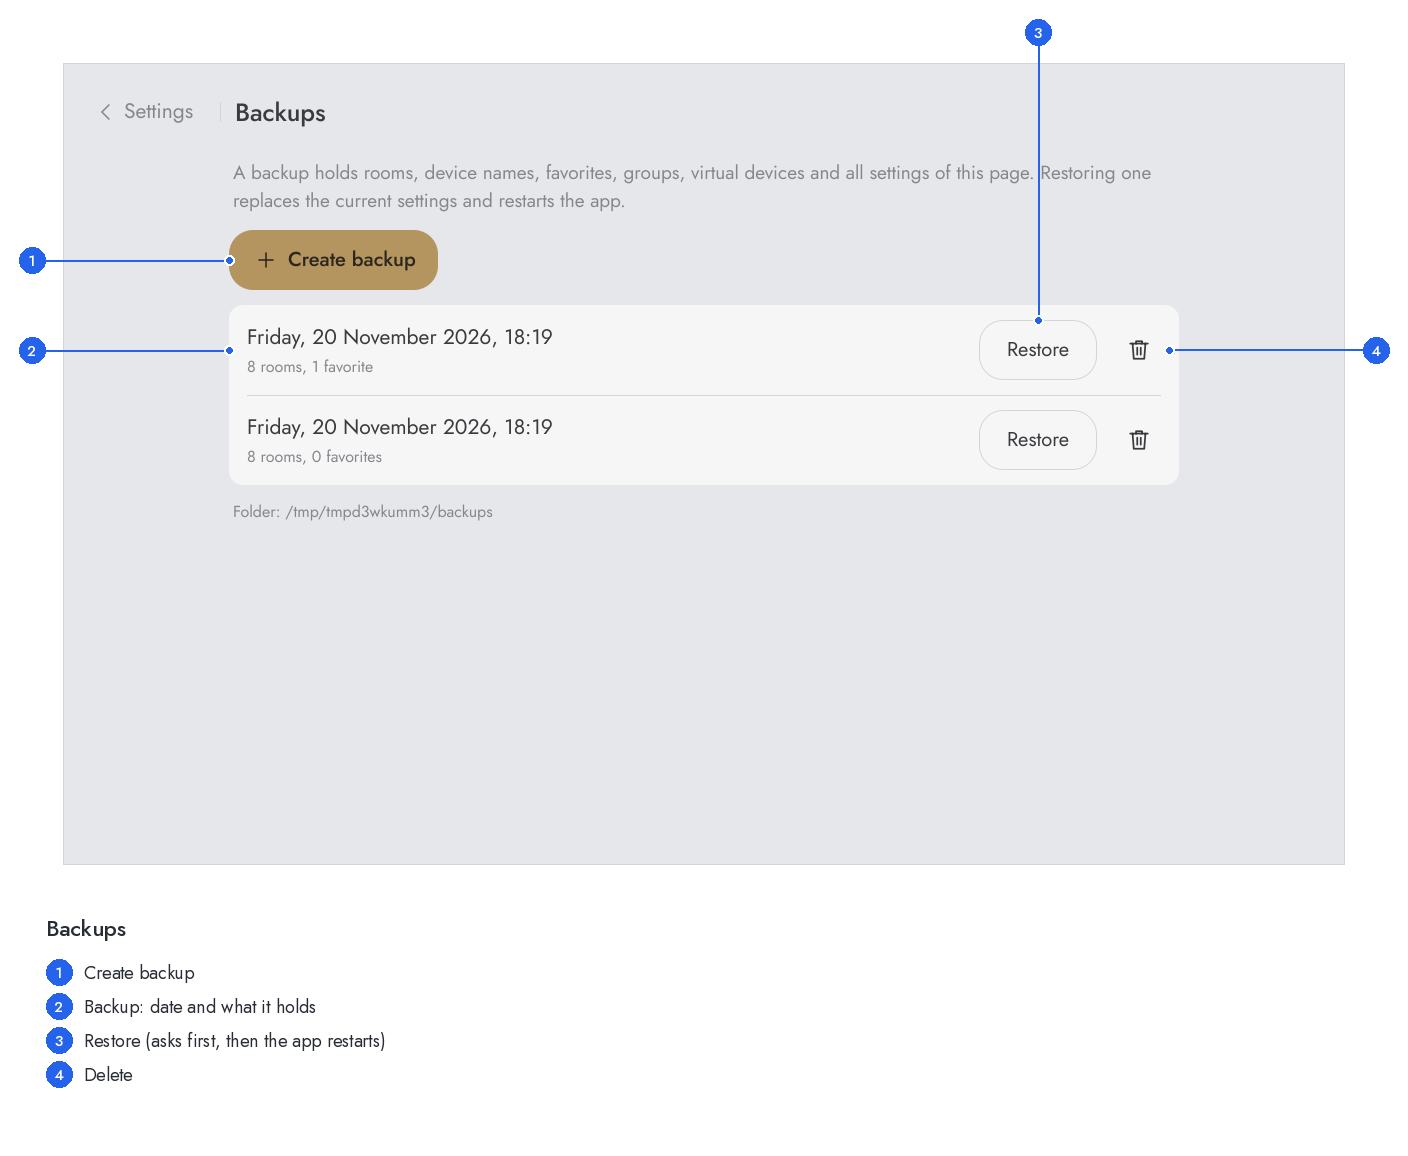 3
Settings
Backups
A backup holds rooms, device names, favorites, groups, virtual devices and all settings of this page. Restoring one
replaces the current settings and restarts the app.
1
Create backup
2
Friday, 20 November 2026, 18:19
8 rooms, 1 favorite
Restore
4
Friday, 20 November 2026, 18:19
8 rooms, 0 favorites
Restore
Folder: /tmp/tmpd3wkumm3/backups
Backups
1 Create backup
2 Backup: date and what it holds
3 Restore (asks first, then the app restarts)
4 Delete